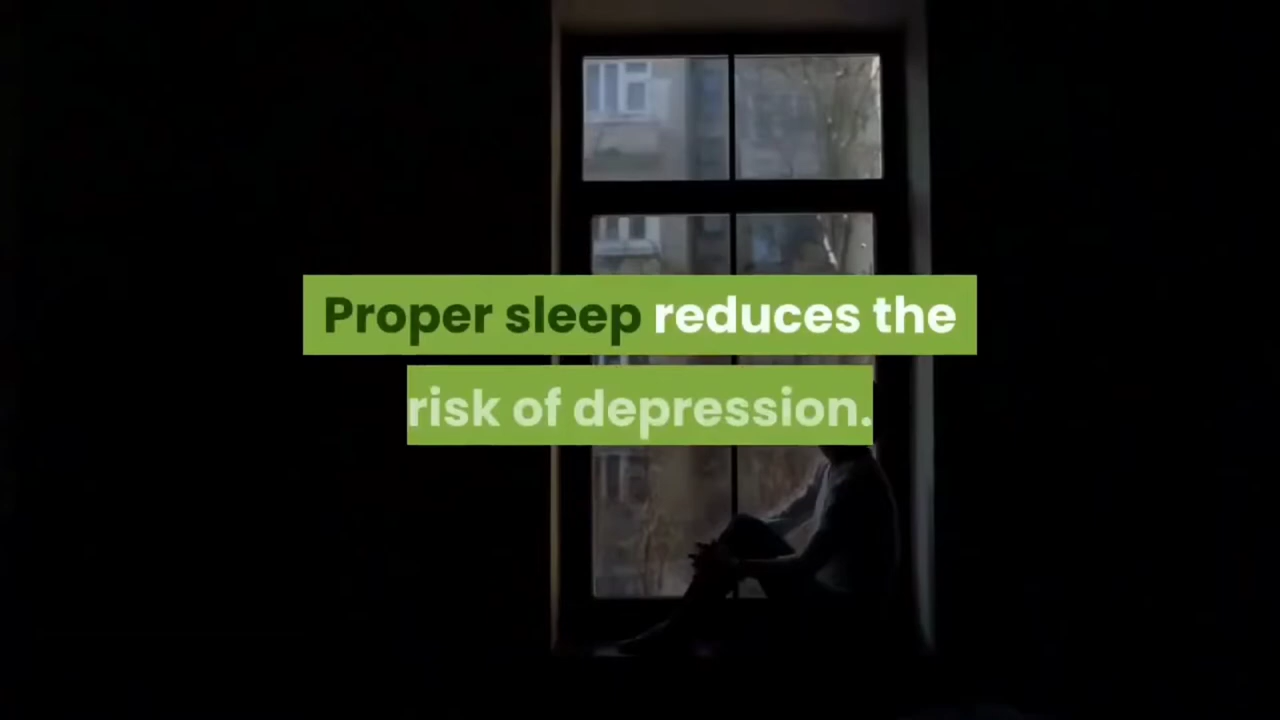 Proper sleep reduces the
risk of depression.